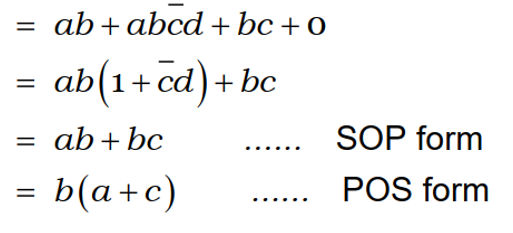 = ab + abc̅d + bc + 0
= ab(1 + c̅d) + bc
= ab + bc ...... SOP form
= b(a + c) ...... POS form